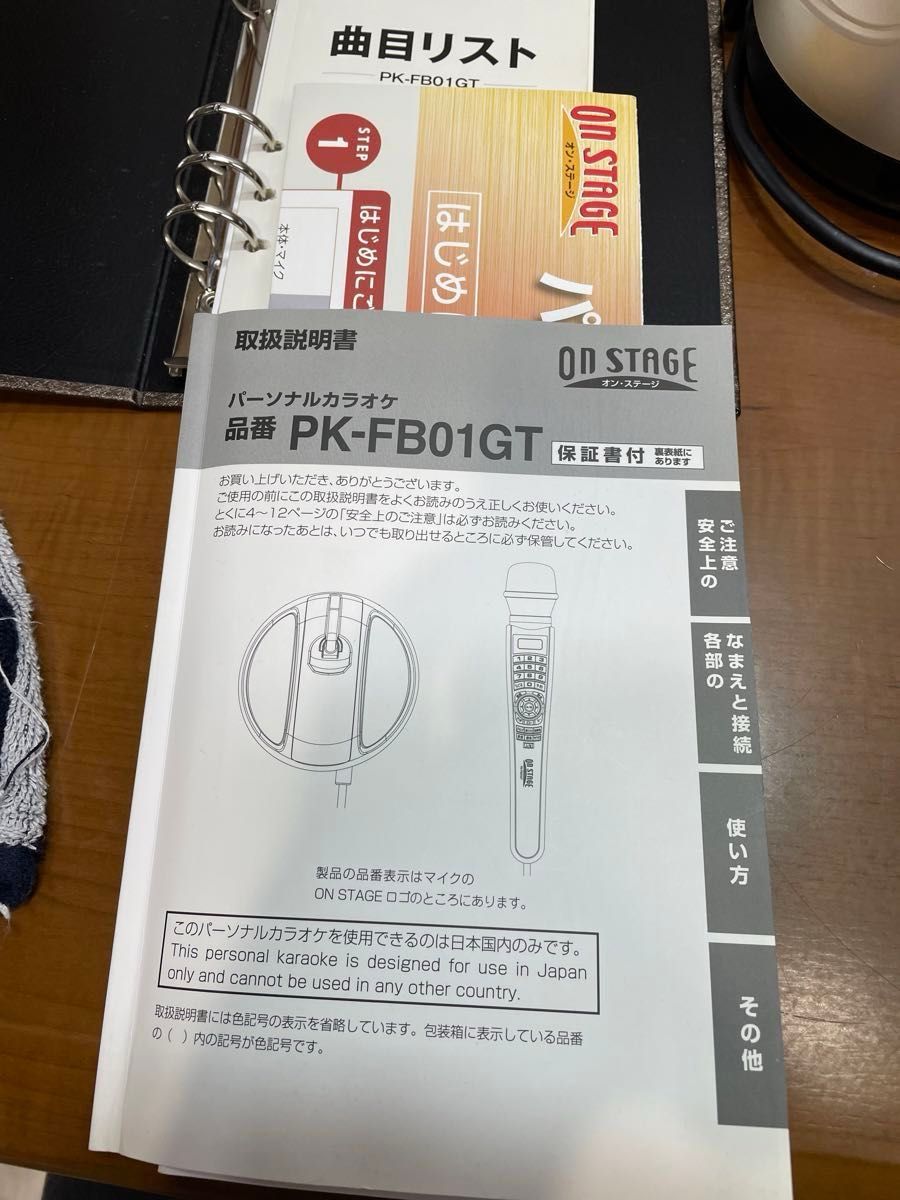 曲目リスト
PK-FB01GT
ON STAGE
オン・ステージ
STEP
1
はじめにご
本体・マイク
はじめ
パ
取扱説明書
ON STAGE
オン・ステージ
パーソナルカラオケ
品番 PK-FB01GT
保証書付 裏表紙に
あります
お買い上げいただき、ありがとうございます。
ご使用の前にこの取扱説明書をよくお読みのうえ正しくお使いください。
とくに4〜12ページの「安全上のご注意」は必ずお読みください。
お読みになったあとは、いつでも取り出せるところに必ず保管してください。
安全上の
ご注意
各部の
なまえと接続
使い方
その他
1 2 3
4 5 6
7 8 9
ON STAGE
製品の品番表示はマイクの
ON STAGE ロゴのところにあります。
このパーソナルカラオケを使用できるのは日本国内のみです。
This personal karaoke is designed for use in Japan
only and cannot be used in any other country.
取扱説明書には色記号の表示を省略しています。包装箱に表示している品番
の（　）内の記号が色記号です。